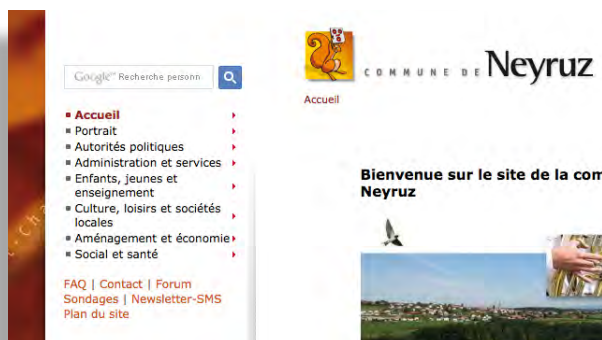 Google™ Recherche personn
Accueil
Portrait
Autorités politiques
Administration et services
Enfants, jeunes et
enseignement
Culture, loisirs et sociétés
locales
Aménagement et économie
Social et santé
FAQ | Contact | Forum
Sondages | Newsletter-SMS
Plan du site
COMMUNE DE Neyruz
Accueil
Bienvenue sur le site de la com
Neyruz